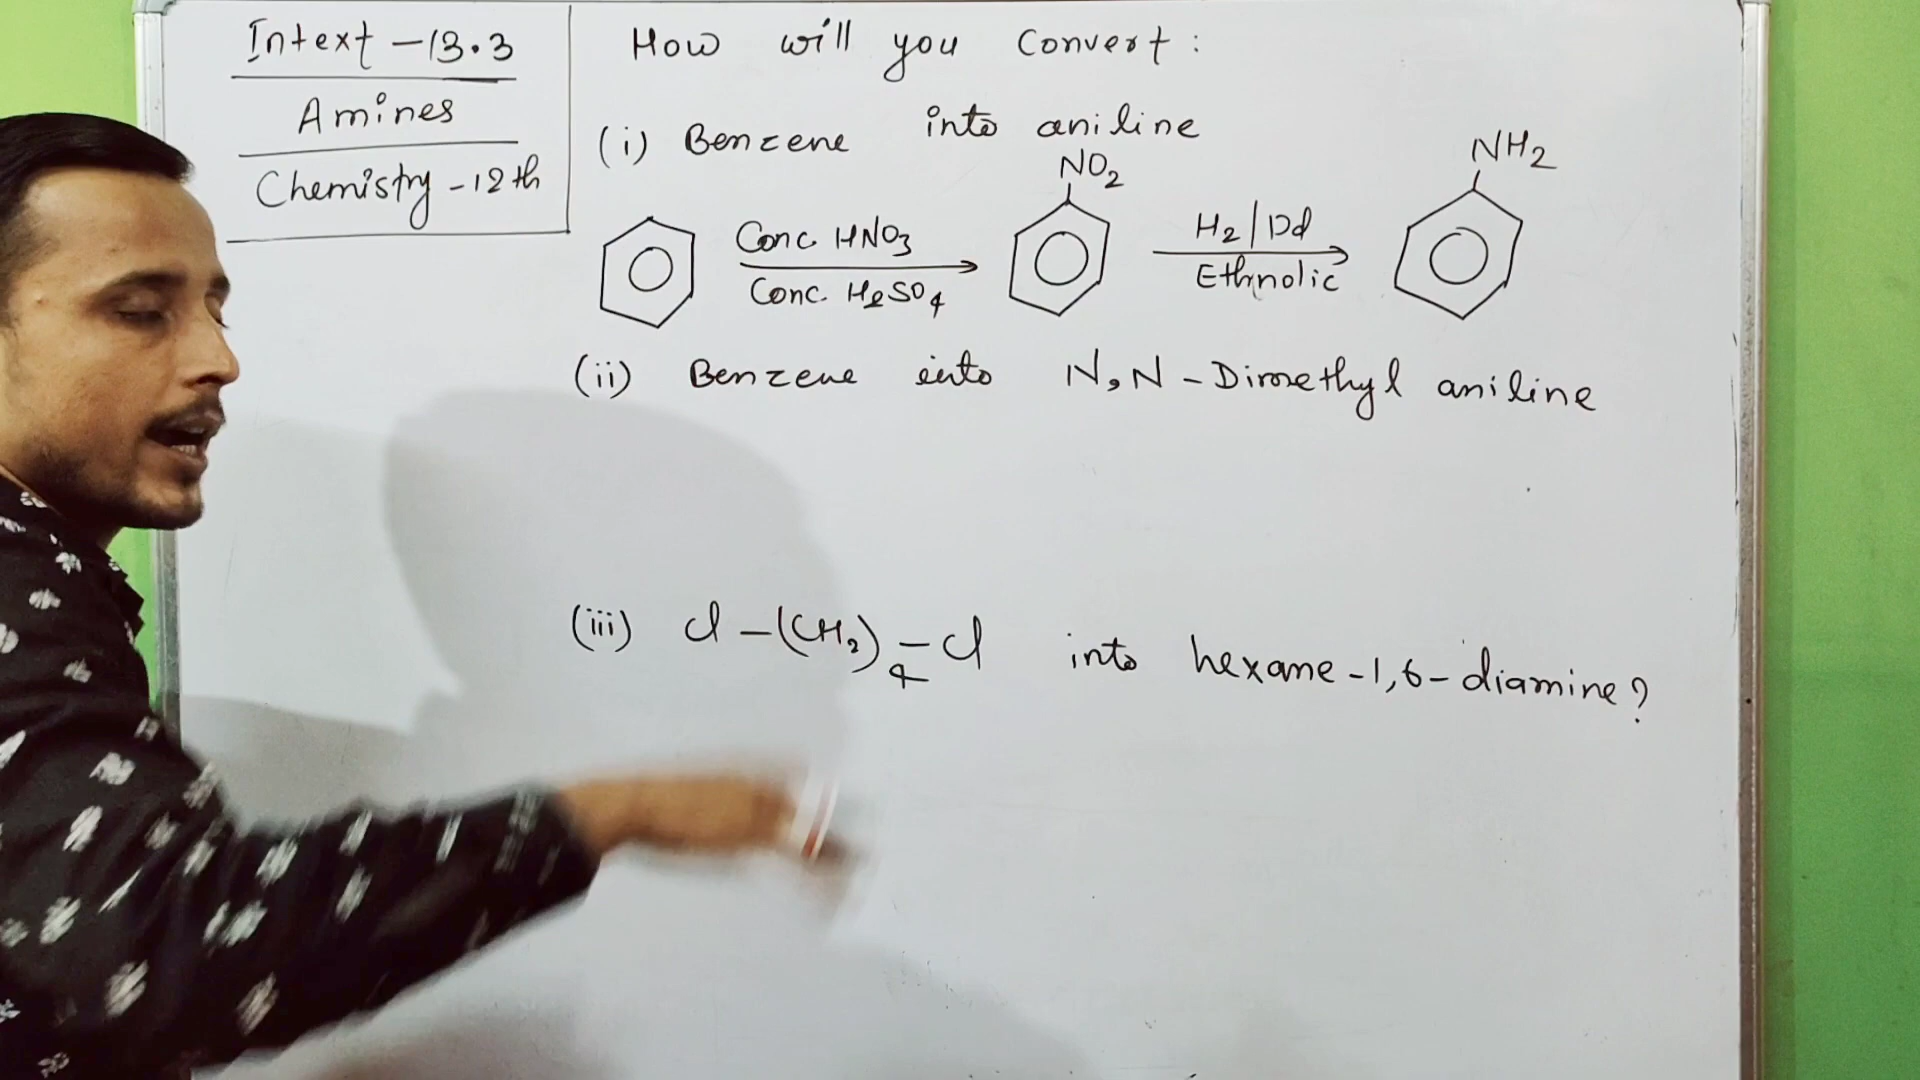 Intext - 13.3
Amines
Chemistry - 12th
How will you convert:
(i) Benzene into aniline
NO2
NH2
Conc HNO3
Conc. H2SO4
H2/Pd
Ethnolic
(ii) Benzene into N,N-Dimethyl aniline
(iii) Cl-(CH2)4-Cl into hexane-1,6-diamine?